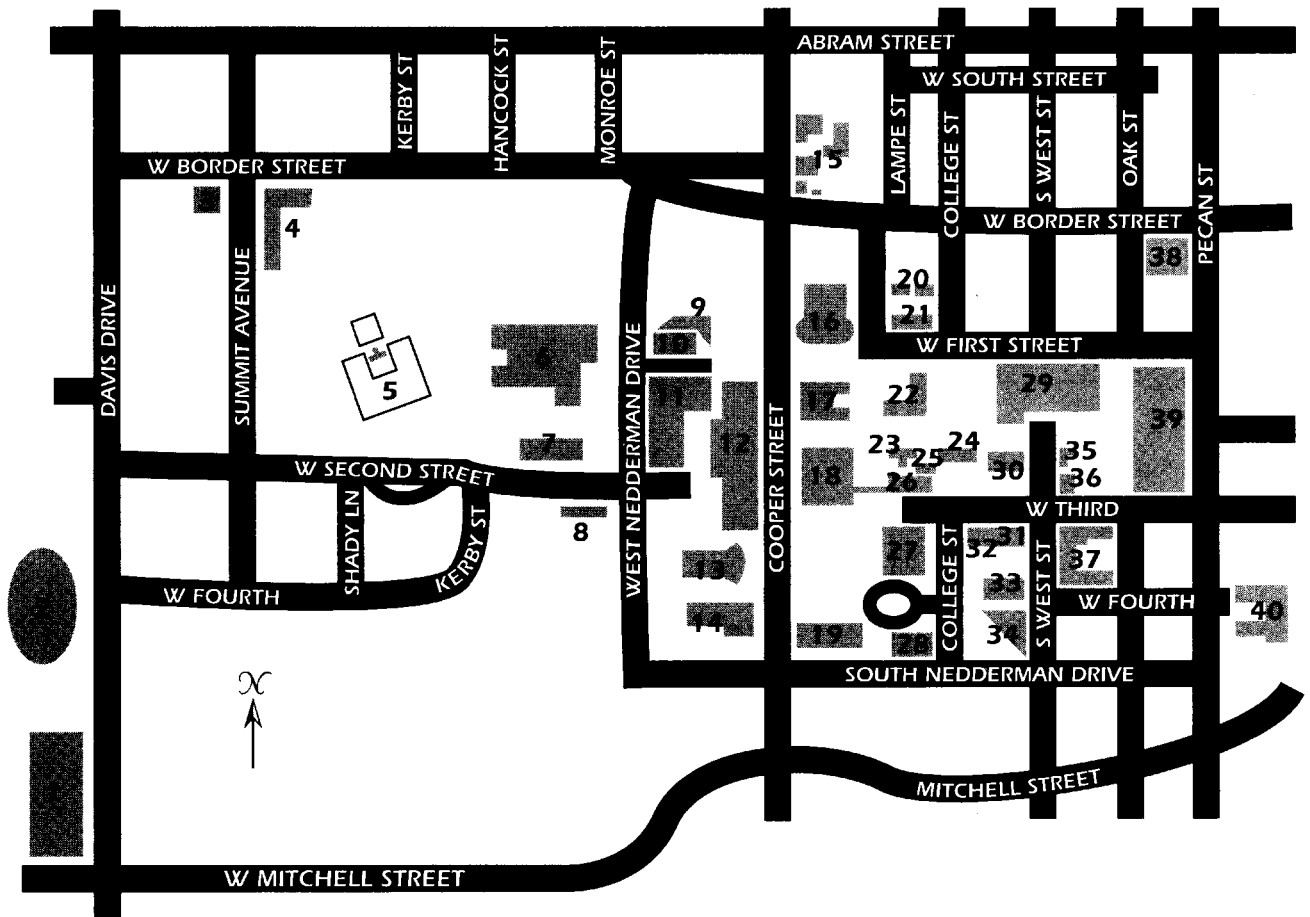 ABRAM STREET
W SOUTH STREET
KERBY ST
HANCOCK ST
MONROE ST
LAMPE ST
COLLEGE ST
S WEST ST
OAK ST
PECAN ST
15
W BORDER STREET
W BORDER STREET
4
38
DAVIS DRIVE
SUMMIT AVENUE
WEST NEDDERMAN DRIVE
COOPER STREET
20
9
21
16
10
W FIRST STREET
6
5
29
11
17
22
39
7
12
23
24
35
25
30
W SECOND STREET
18
26
36
SHADY LN
KERBY ST
8
W THIRD
COLLEGE ST
S WEST ST
31
27
32
37
13
33
W FOURTH
W FOURTH
40
14
19
28
34
SOUTH NEDDERMAN DRIVE
N
MITCHELL STREET
W MITCHELL STREET